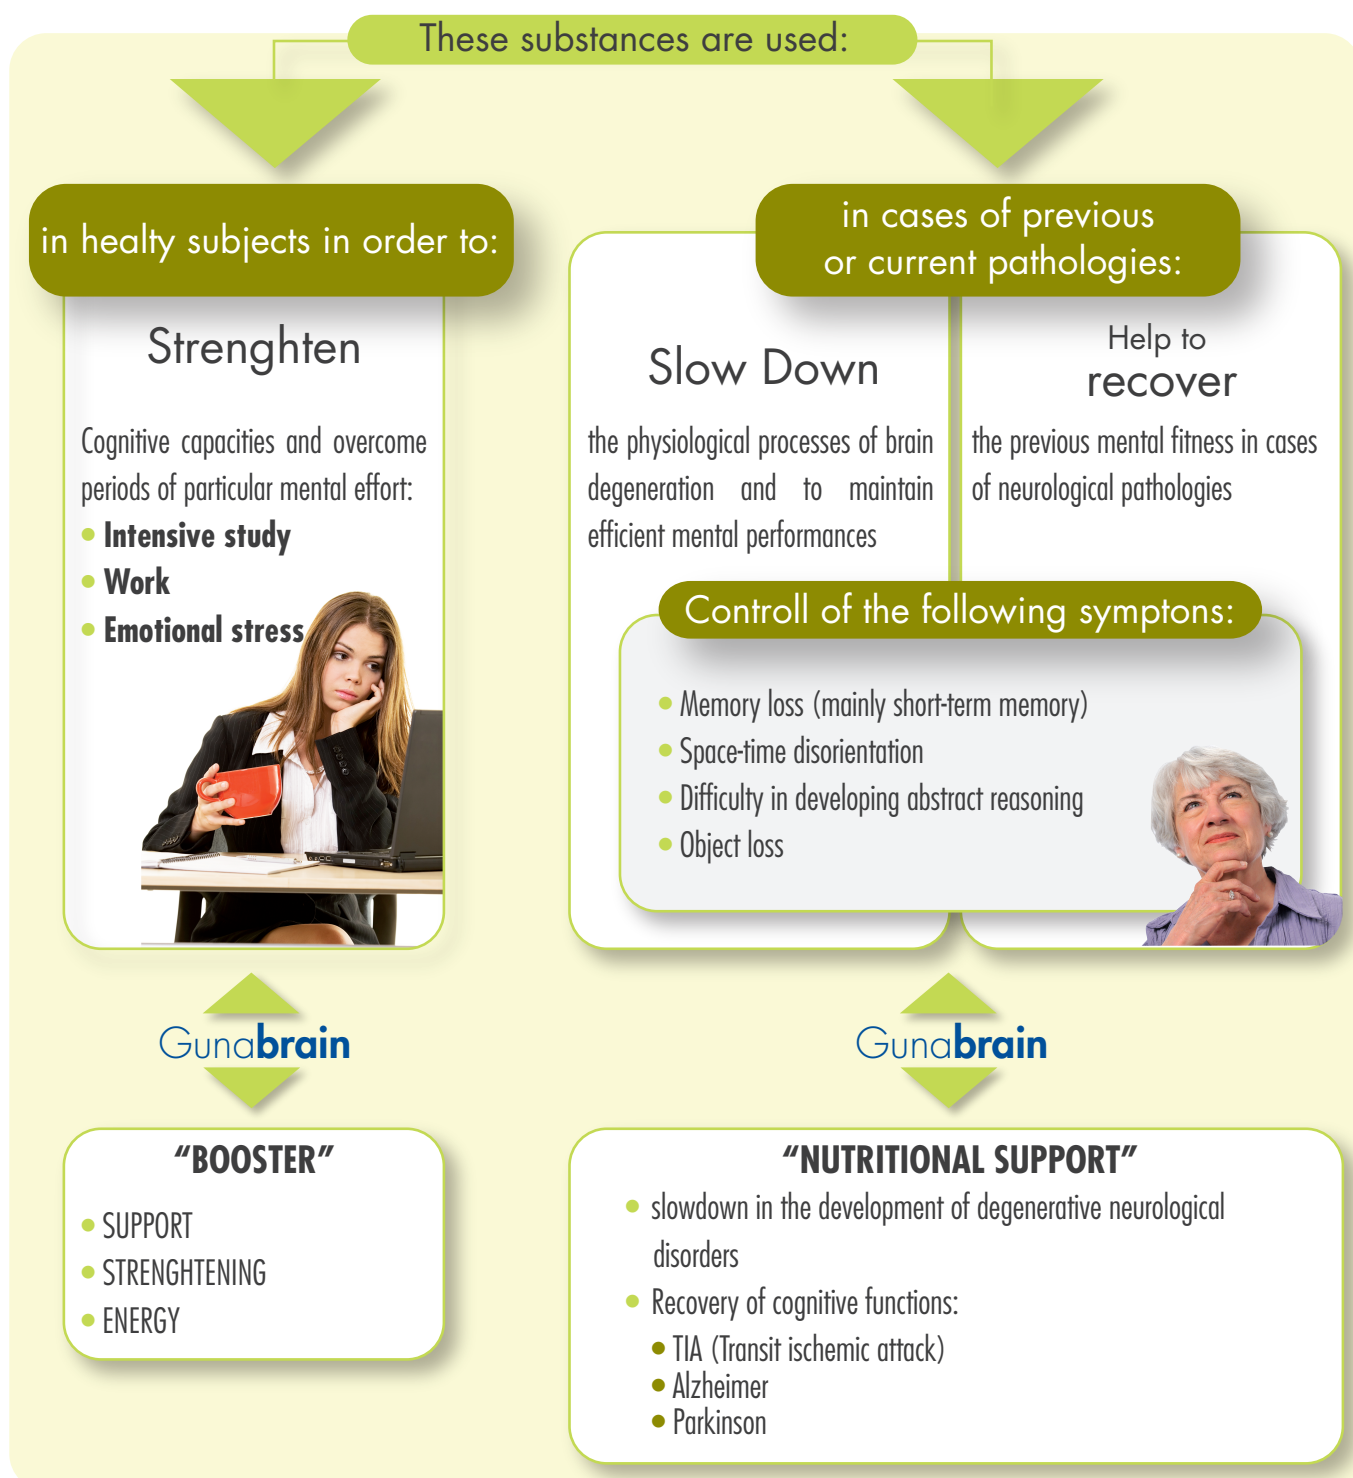 These substances are used:
in healty subjects in order to:
Strenghten
Cognitive capacities and overcome
periods of particular mental effort:
• Intensive study
• Work
• Emotional stress
in cases of previous
or current pathologies:
Slow Down
the physiological processes of brain
degeneration and to maintain
efficient mental performances
Help to
recover
the previous mental fitness in cases
of neurological pathologies
Controll of the following symptons:
• Memory loss (mainly short-term memory)
• Space-time disorientation
• Difficulty in developing abstract reasoning
• Object loss
Gunabrain
"BOOSTER"
• SUPPORT
• STRENGHTENING
• ENERGY
Gunabrain
"NUTRITIONAL SUPPORT"
• slowdown in the development of degenerative neurological
disorders
• Recovery of cognitive functions:
• TIA (Transit ischemic attack)
• Alzheimer
• Parkinson